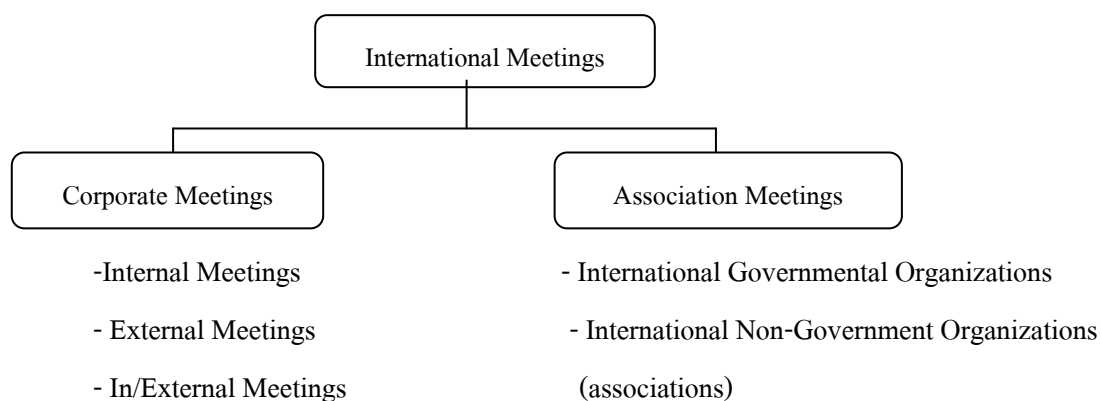 International Meetings
Corporate Meetings
-Internal Meetings
- External Meetings
- In/External Meetings
Association Meetings
- International Governmental Organizations
- International Non-Government Organizations
(associations)